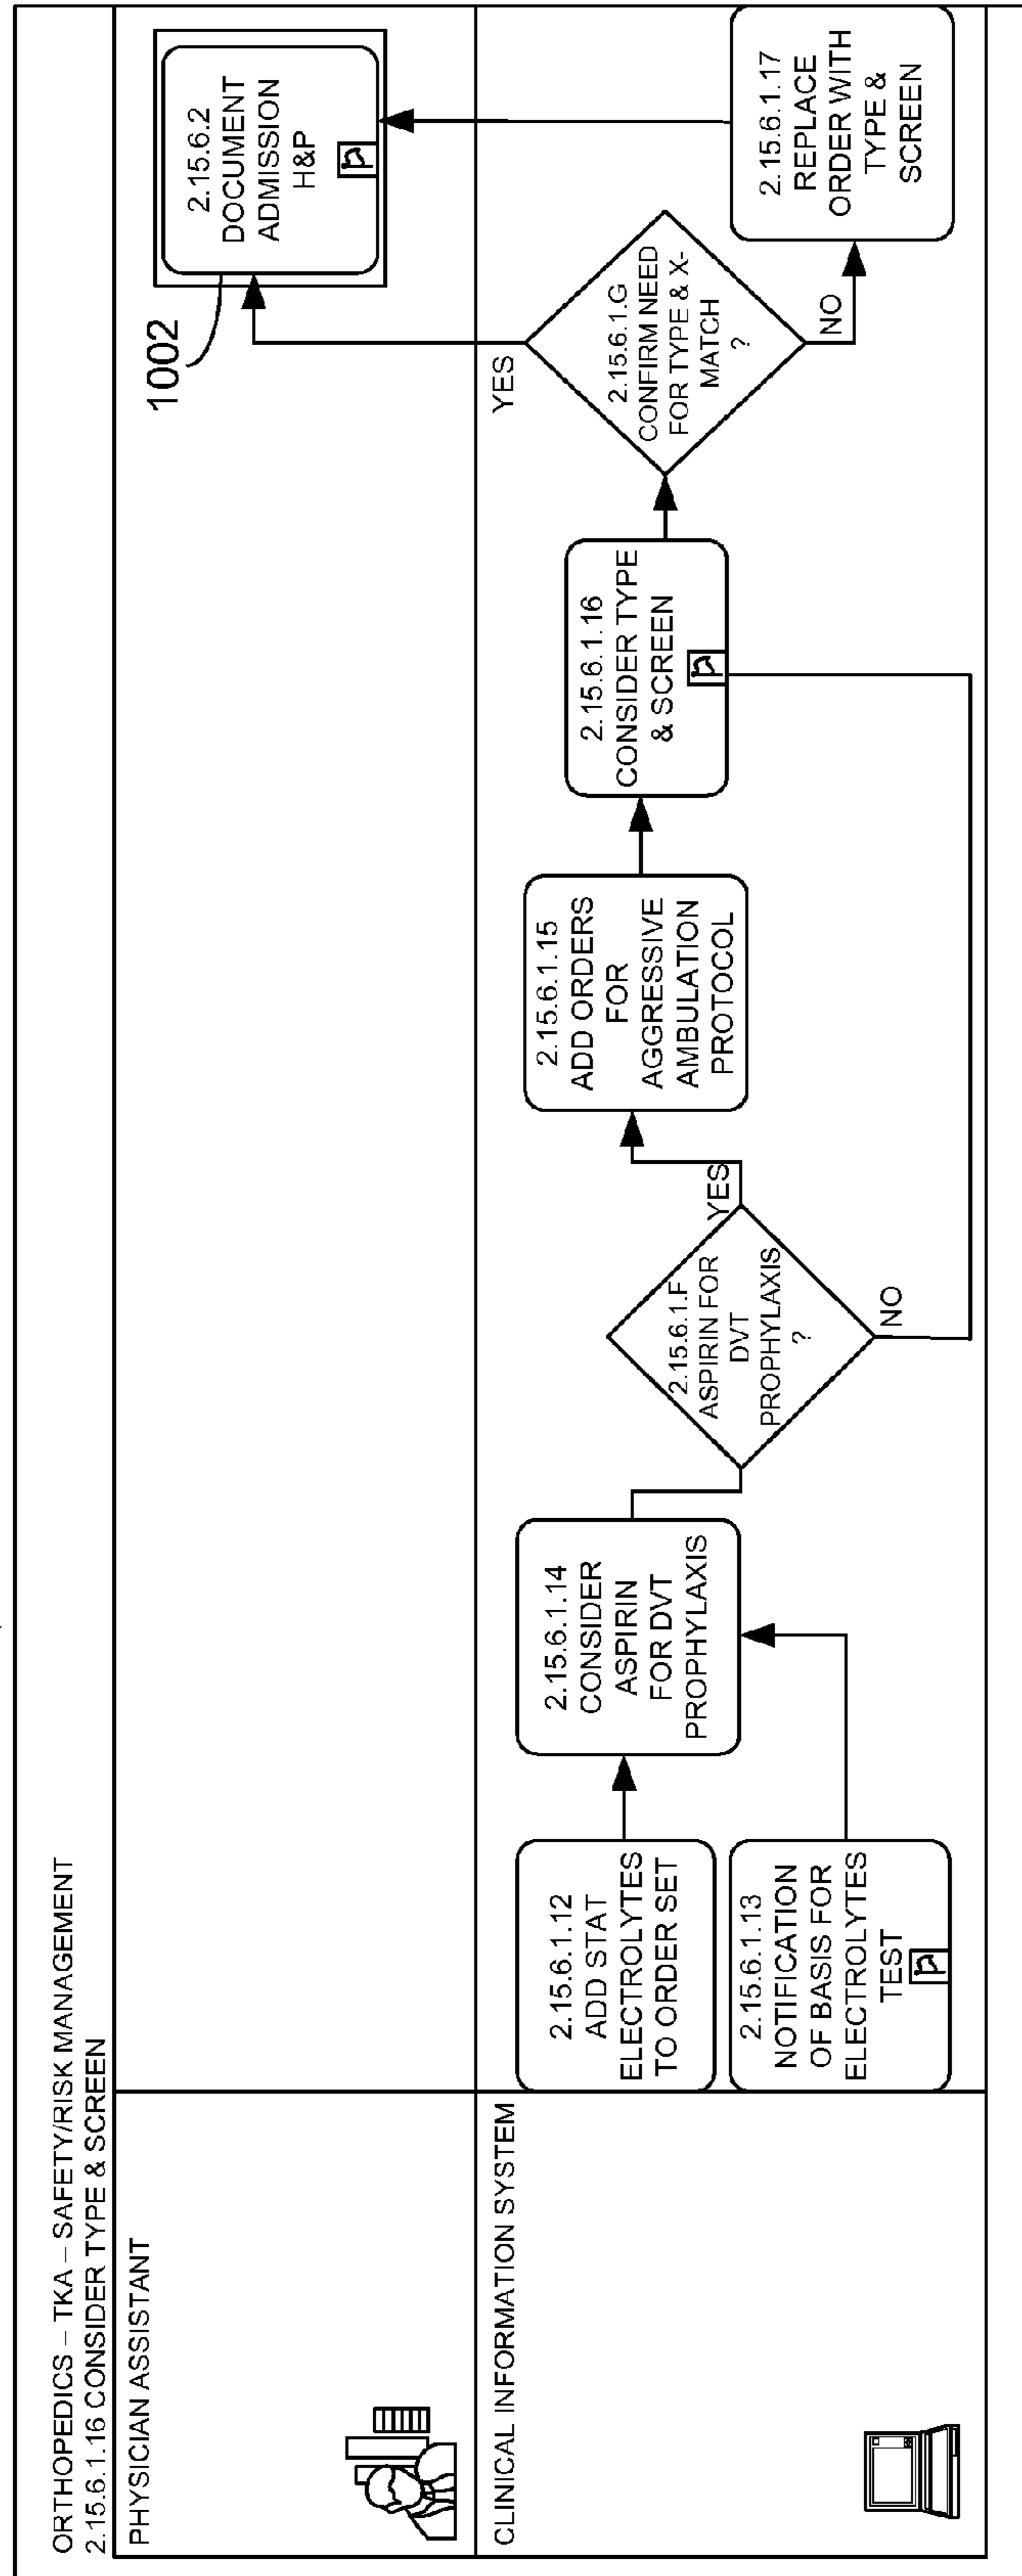 ORTHOPEDICS – TKA – SAFETY/RISK MANAGEMENT
2.15.6.1.16 CONSIDER TYPE & SCREEN
PHYSICIAN ASSISTANT
1002
2.15.6.2
DOCUMENT
ADMISSION
H&P
CLINICAL INFORMATION SYSTEM
2.15.6.1.12
ADD STAT
ELECTROLYTES
TO ORDER SET
2.15.6.1.13
NOTIFICATION
OF BASIS FOR
ELECTROLYTES
TEST
2.15.6.1.14
CONSIDER
ASPIRIN
FOR DVT
PROPHYLAXIS
2.15.6.1.F
ASPIRIN FOR
DVT
PROPHYLAXIS
?
YES
NO
2.15.6.1.15
ADD ORDERS
FOR
AGGRESSIVE
AMBULATION
PROTOCOL
2.15.6.1.16
CONSIDER TYPE
& SCREEN
2.15.6.1.G
CONFIRM NEED
FOR TYPE & X-
MATCH
?
YES
NO
2.15.6.1.17
REPLACE
ORDER WITH
TYPE &
SCREEN